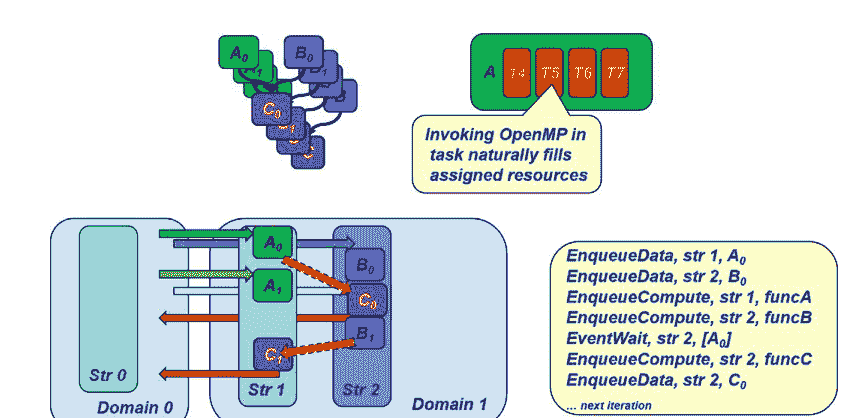 A0
B0
A1
B1
B
C0
C1
C
A
T4 T5 T6 T7
Invoking OpenMP in
task naturally fills
assigned resources
A0
B0
A1
C0
B1
C1
Str 0
Str 1
Str 2
Domain 0
Domain 1
EnqueueData, str 1, A0
EnqueueData, str 2, B0
EnqueueCompute, str 1, funcA
EnqueueCompute, str 2, funcB
EventWait, str 2, [A0]
EnqueueCompute, str 2, funcC
EnqueueData, str 2, C0
... next iteration